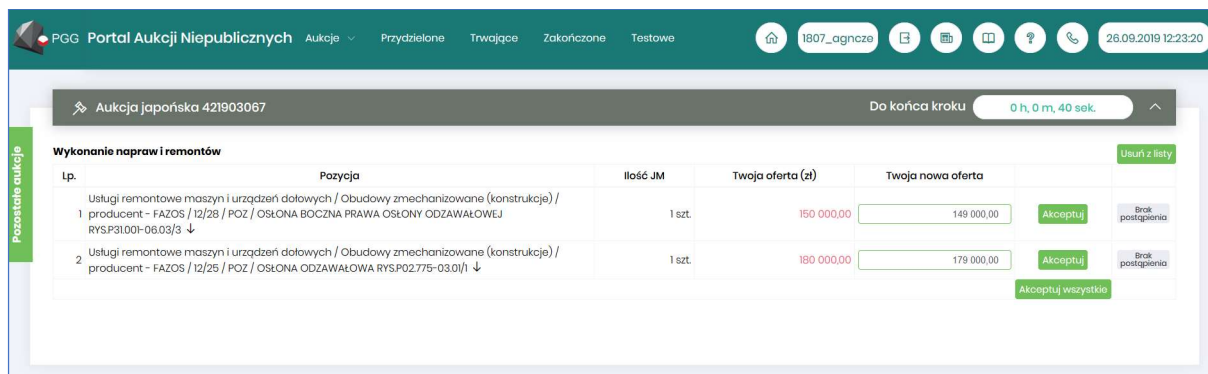 PGG Portal Aukcji Niepublicznych Aukcje Przydzielone Trwające Zakończone Testowe 1807_agncze 26.09.2019 12:23:20
Aukcja japońska 421903067 Do końca kroku 0 h, 0 m, 40 sek.
Pozostałe aukcje
Wykonanie napraw i remontów Usuń z listy
Lp. Pozycja Ilość JM Twoja oferta (zł) Twoja nowa oferta
Usługi remontowe maszyn i urządzeń dołowych / Obudowy zmechanizowane (konstrukcje) /
1 producent - FAZOS / 12/28 / POZ / OSŁONA BOCZNA PRAWA OSŁONY ODZAWAŁOWEJ 1 szt. 150 000,00 149 000,00 Akceptuj Brak postąpienia
RYS.P31.001-06.03/3 ↓
2 Usługi remontowe maszyn i urządzeń dołowych / Obudowy zmechanizowane (konstrukcje) / 1 szt. 180 000,00 179 000,00 Akceptuj Brak postąpienia
producent - FAZOS / 12/25 / POZ / OSŁONA ODZAWAŁOWA RYS.P02.775-03.01/1 ↓
Akceptuj wszystkie